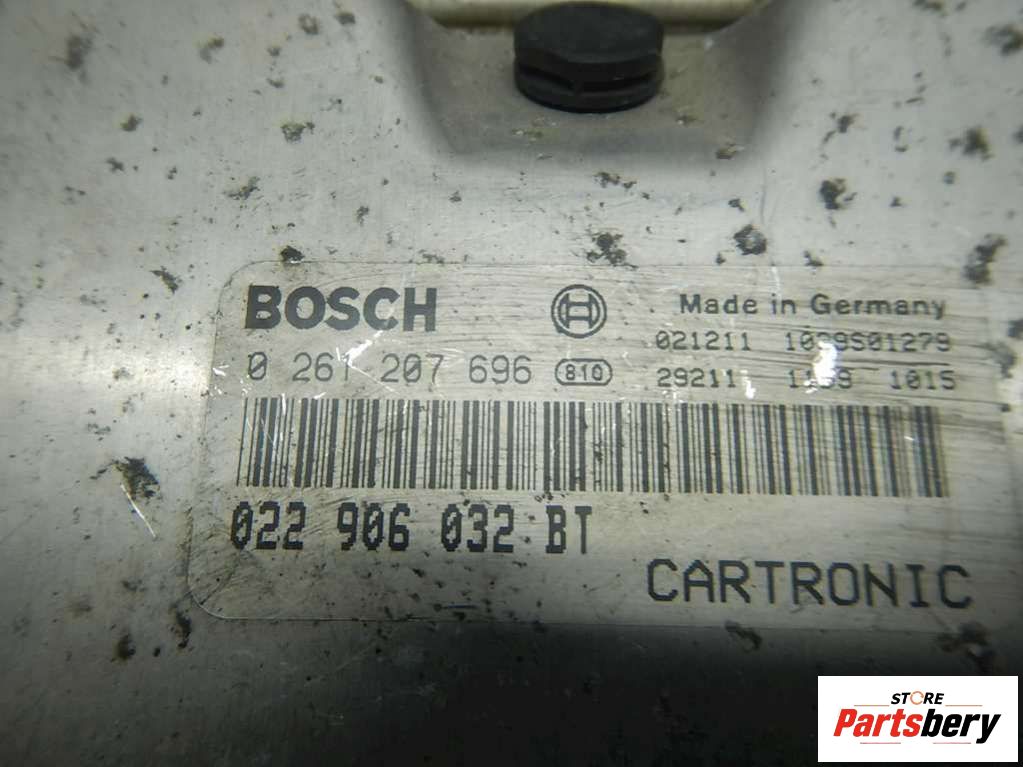 BOSCH
Made in Germany
021211
0 261 207 696 810
29211 1015
022 906 032 BT
CARTRONIC
STORE
Partsbery